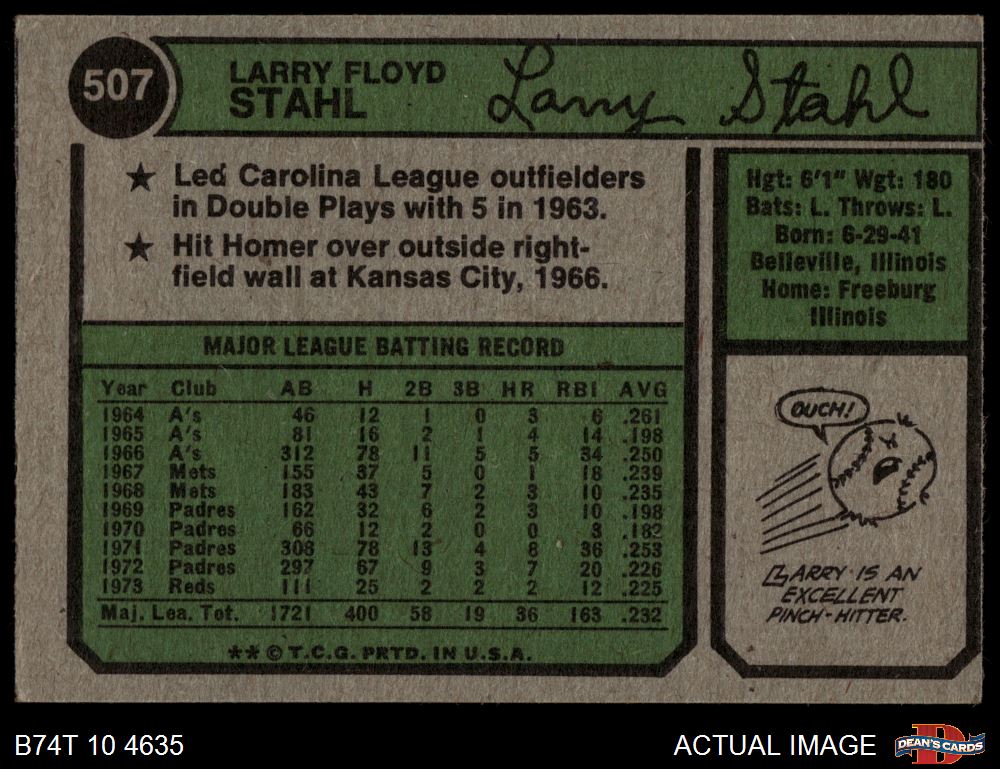 507
LARRY FLOYD
STAHL
Larry Stahl
★ Led Carolina League outfielders
in Double Plays with 5 in 1963.
★ Hit Homer over outside right-
field wall at Kansas City, 1966.
Hgt: 6'1" Wgt: 180
Bats: L. Throws: L.
Born: 6-29-41
Belleville, Illinois
Home: Freeburg
Illinois
MAJOR LEAGUE BATTING RECORD
Year Club AB H 2B 3B HR RBI AVG
1964 A's 46 12 1 0 3 6 .261
1965 A's 81 16 2 1 4 14 .198
1966 A's 312 78 11 5 5 34 .250
1967 Mets 155 37 5 0 1 18 .239
1968 Mets 183 43 7 2 3 10 .235
1969 Padres 162 32 6 2 3 10 .198
1970 Padres 66 12 2 0 0 3 .182
1971 Padres 308 78 13 4 8 36 .253
1972 Padres 297 67 9 3 7 20 .226
1973 Reds 111 25 2 2 2 12 .225
Maj. Lea. Tot. 1721 400 58 19 36 163 .232
** © T.C.G. PRTD. IN U.S.A.
OUCH!
LARRY IS AN
EXCELLENT
PINCH-HITTER.
B74T 10 4635
ACTUAL IMAGE
DEAN'S CARDS